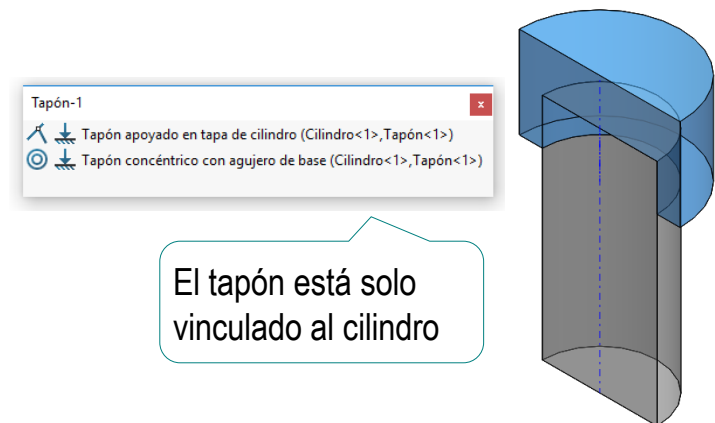 Tapón-1
x
Tapón apoyado en tapa de cilindro (Cilindro<1>,Tapón<1>)
Tapón concéntrico con agujero de base (Cilindro<1>,Tapón<1>)
El tapón está solo
vinculado al cilindro